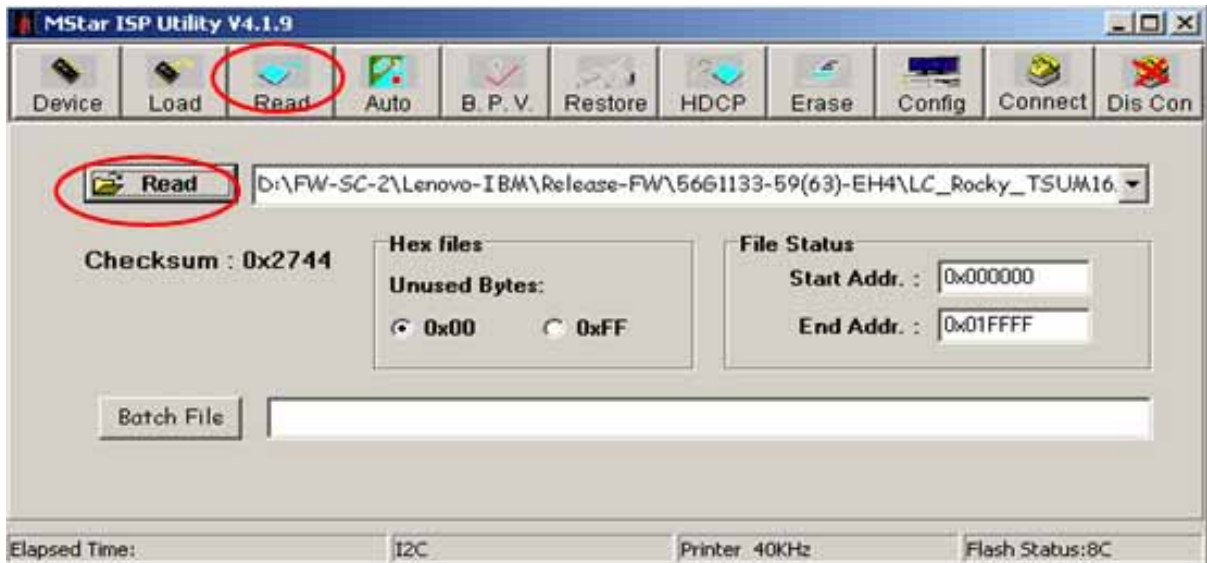 MStar ISP Utility V4.1.9
Device Load Read Auto B. P. V. Restore HDCP Erase Config Connect Dis Con
Read D:\FW-SC-2\Lenovo-IBM\Release-FW\56G1133-59(63)-EH4\LC_Rocky_TSUM16.
Checksum : 0x2744
Hex files
Unused Bytes:
0x00 0xFF
File Status
Start Addr. : 0x000000
End Addr. : 0x01FFFF
Batch File
Elapsed Time: I2C Printer 40KHz Flash Status:8C